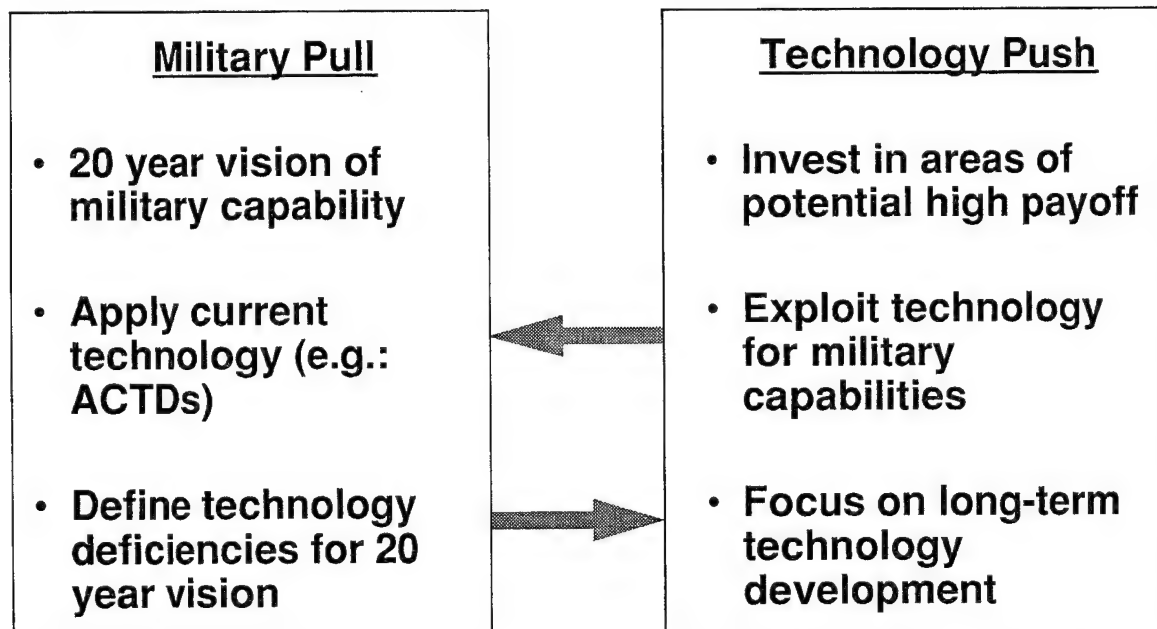 Military Pull
• 20 year vision of
military capability
• Apply current
technology (e.g.:
ACTDs)
• Define technology
deficiencies for 20
year vision
Technology Push
• Invest in areas of
potential high payoff
• Exploit technology
for military
capabilities
• Focus on long-term
technology
development